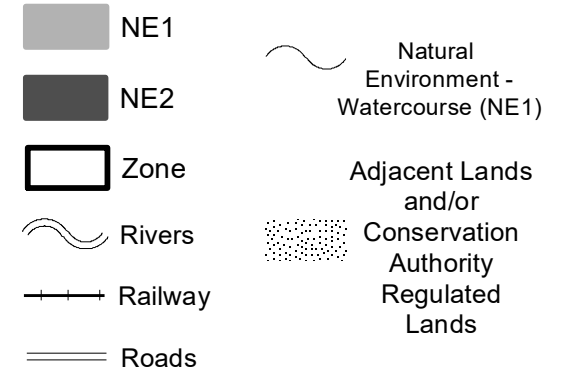 NE1
NE2
Zone
Rivers
Railway
Roads
Natural
Environment -
Watercourse (NE1)
Adjacent Lands
and/or
Conservation
Authority
Regulated
Lands